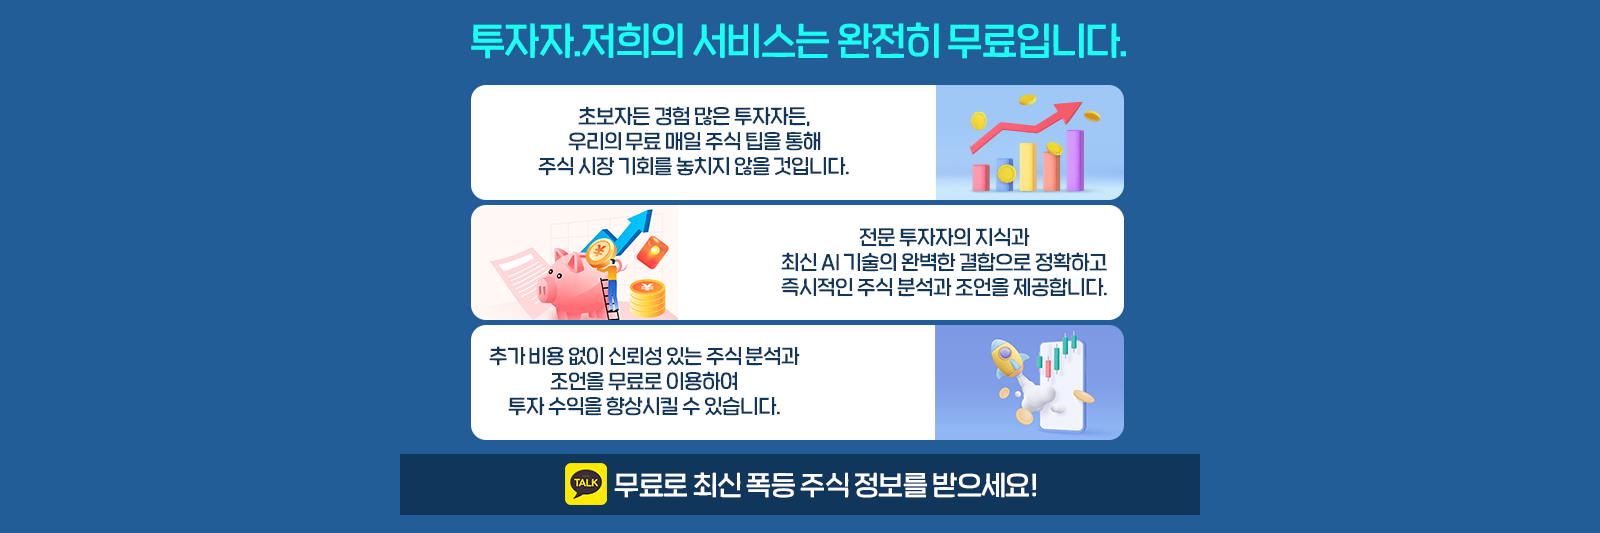 투자자.저희의 서비스는 완전히 무료입니다.
초보자든 경험 많은 투자자든,
우리의 무료 매일 주식 팁을 통해
주식 시장 기회를 놓치지 않을 것입니다.
전문 투자자의 지식과
최신 AI 기술의 완벽한 결합으로 정확하고
즉시적인 주식 분석과 조언을 제공합니다.
추가 비용 없이 신뢰성 있는 주식 분석과
조언을 무료로 이용하여
투자 수익을 향상시킬 수 있습니다.
TALK 무료로 최신 폭등 주식 정보를 받으세요!